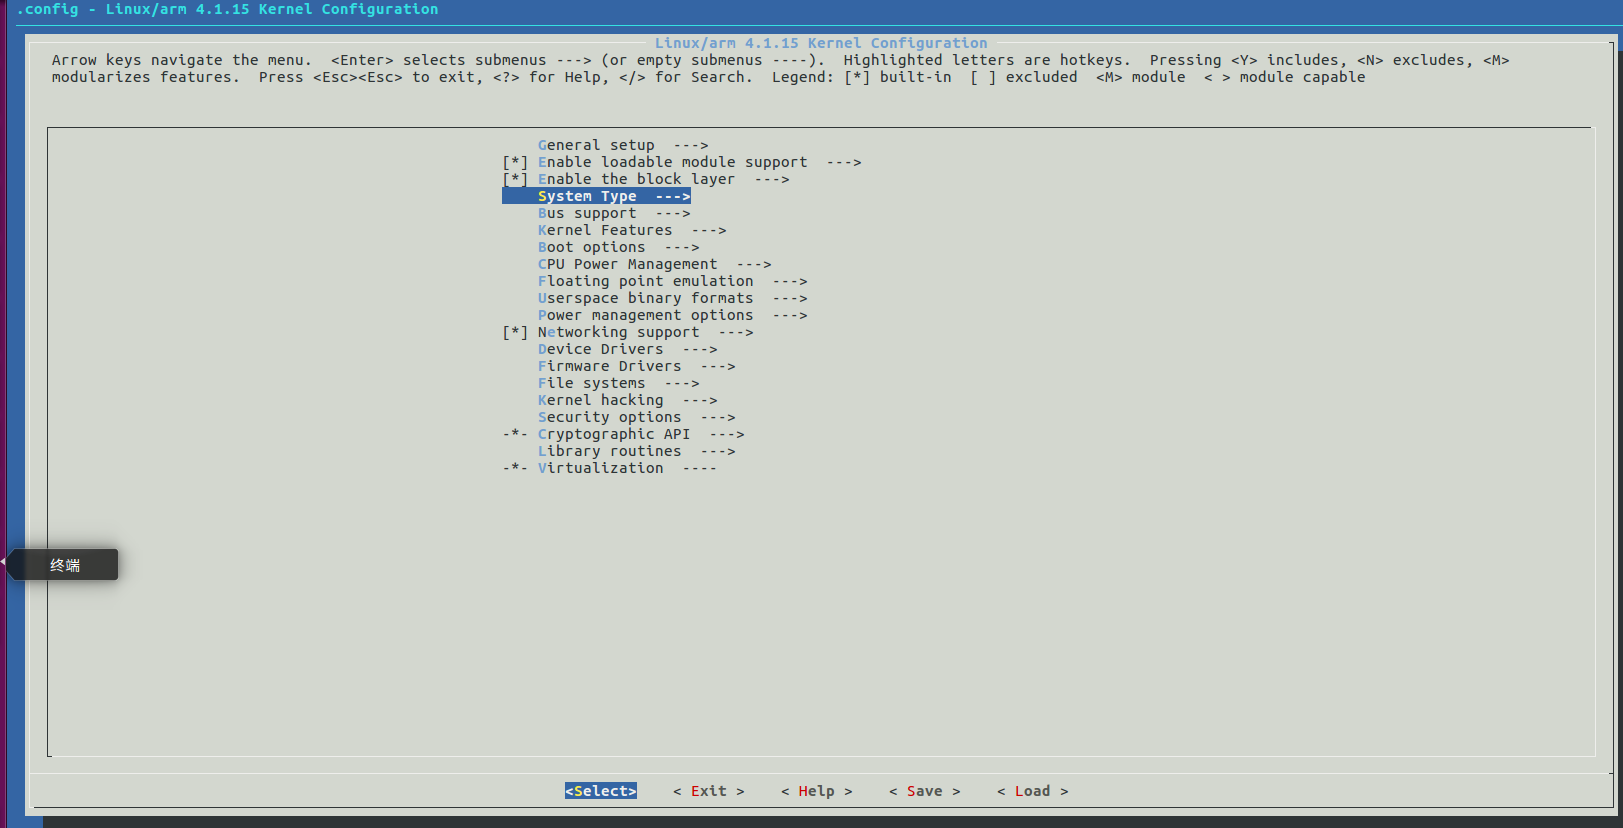 .config - Linux/arm 4.1.15 Kernel Configuration
Linux/arm 4.1.15 Kernel Configuration
Arrow keys navigate the menu.  <Enter> selects submenus ---> (or empty submenus ----).  Highlighted letters are hotkeys.  Pressing <Y> includes, <N> excludes, <M>
modularizes features.  Press <Esc><Esc> to exit, <?> for Help, </> for Search.  Legend: [*] built-in  [ ] excluded  <M> module  < > module capable
General setup  --->
[*] Enable loadable module support  --->
[*] Enable the block layer  --->
System Type  --->
Bus support  --->
Kernel Features  --->
Boot options  --->
CPU Power Management  --->
Floating point emulation  --->
Userspace binary formats  --->
Power management options  --->
[*] Networking support  --->
Device Drivers  --->
Firmware Drivers  --->
File systems  --->
Kernel hacking  --->
Security options  --->
-*- Cryptographic API  --->
Library routines  --->
-*- Virtualization  ----
终端
<Select>    < Exit >    < Help >    < Save >    < Load >